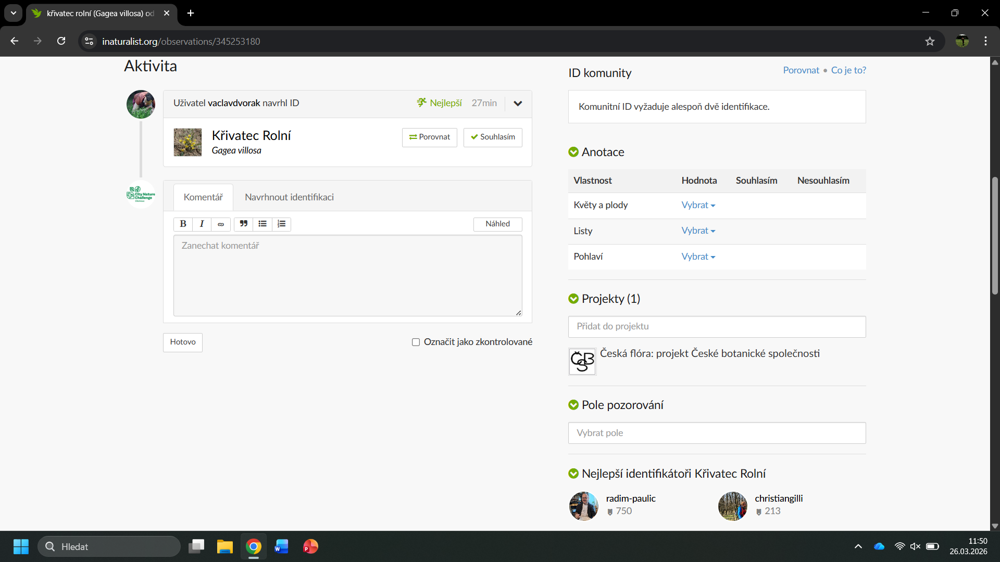 křivatec rolní (Gagea villosa) od
inaturalist.org/observations/345253180
Aktivita
Uživatel vaclavdvorak navrhl ID
Nejlepší
27min
Křivatec Rolní
Gagea villosa
Porovnat
Souhlasím
City Nature
Challenge
Komentář
Navrhnout identifikaci
B I
Náhled
Zanechat komentář
Hotovo
Označit jako zkontrolované
ID komunity
Porovnat • Co je to?
Komunitní ID vyžaduje alespoň dvě identifikace.
Anotace
Vlastnost Hodnota Souhlasím Nesouhlasím
Květy a plody Vybrat
Listy Vybrat
Pohlaví Vybrat
Projekty (1)
Přidat do projektu
ČSBS
Česká flóra: projekt České botanické společnosti
Pole pozorování
Vybrat pole
Nejlepší identifikátoři Křivatec Rolní
radim-paulic
750
christiangilli
213
Hledat
11:50
26.03.2026